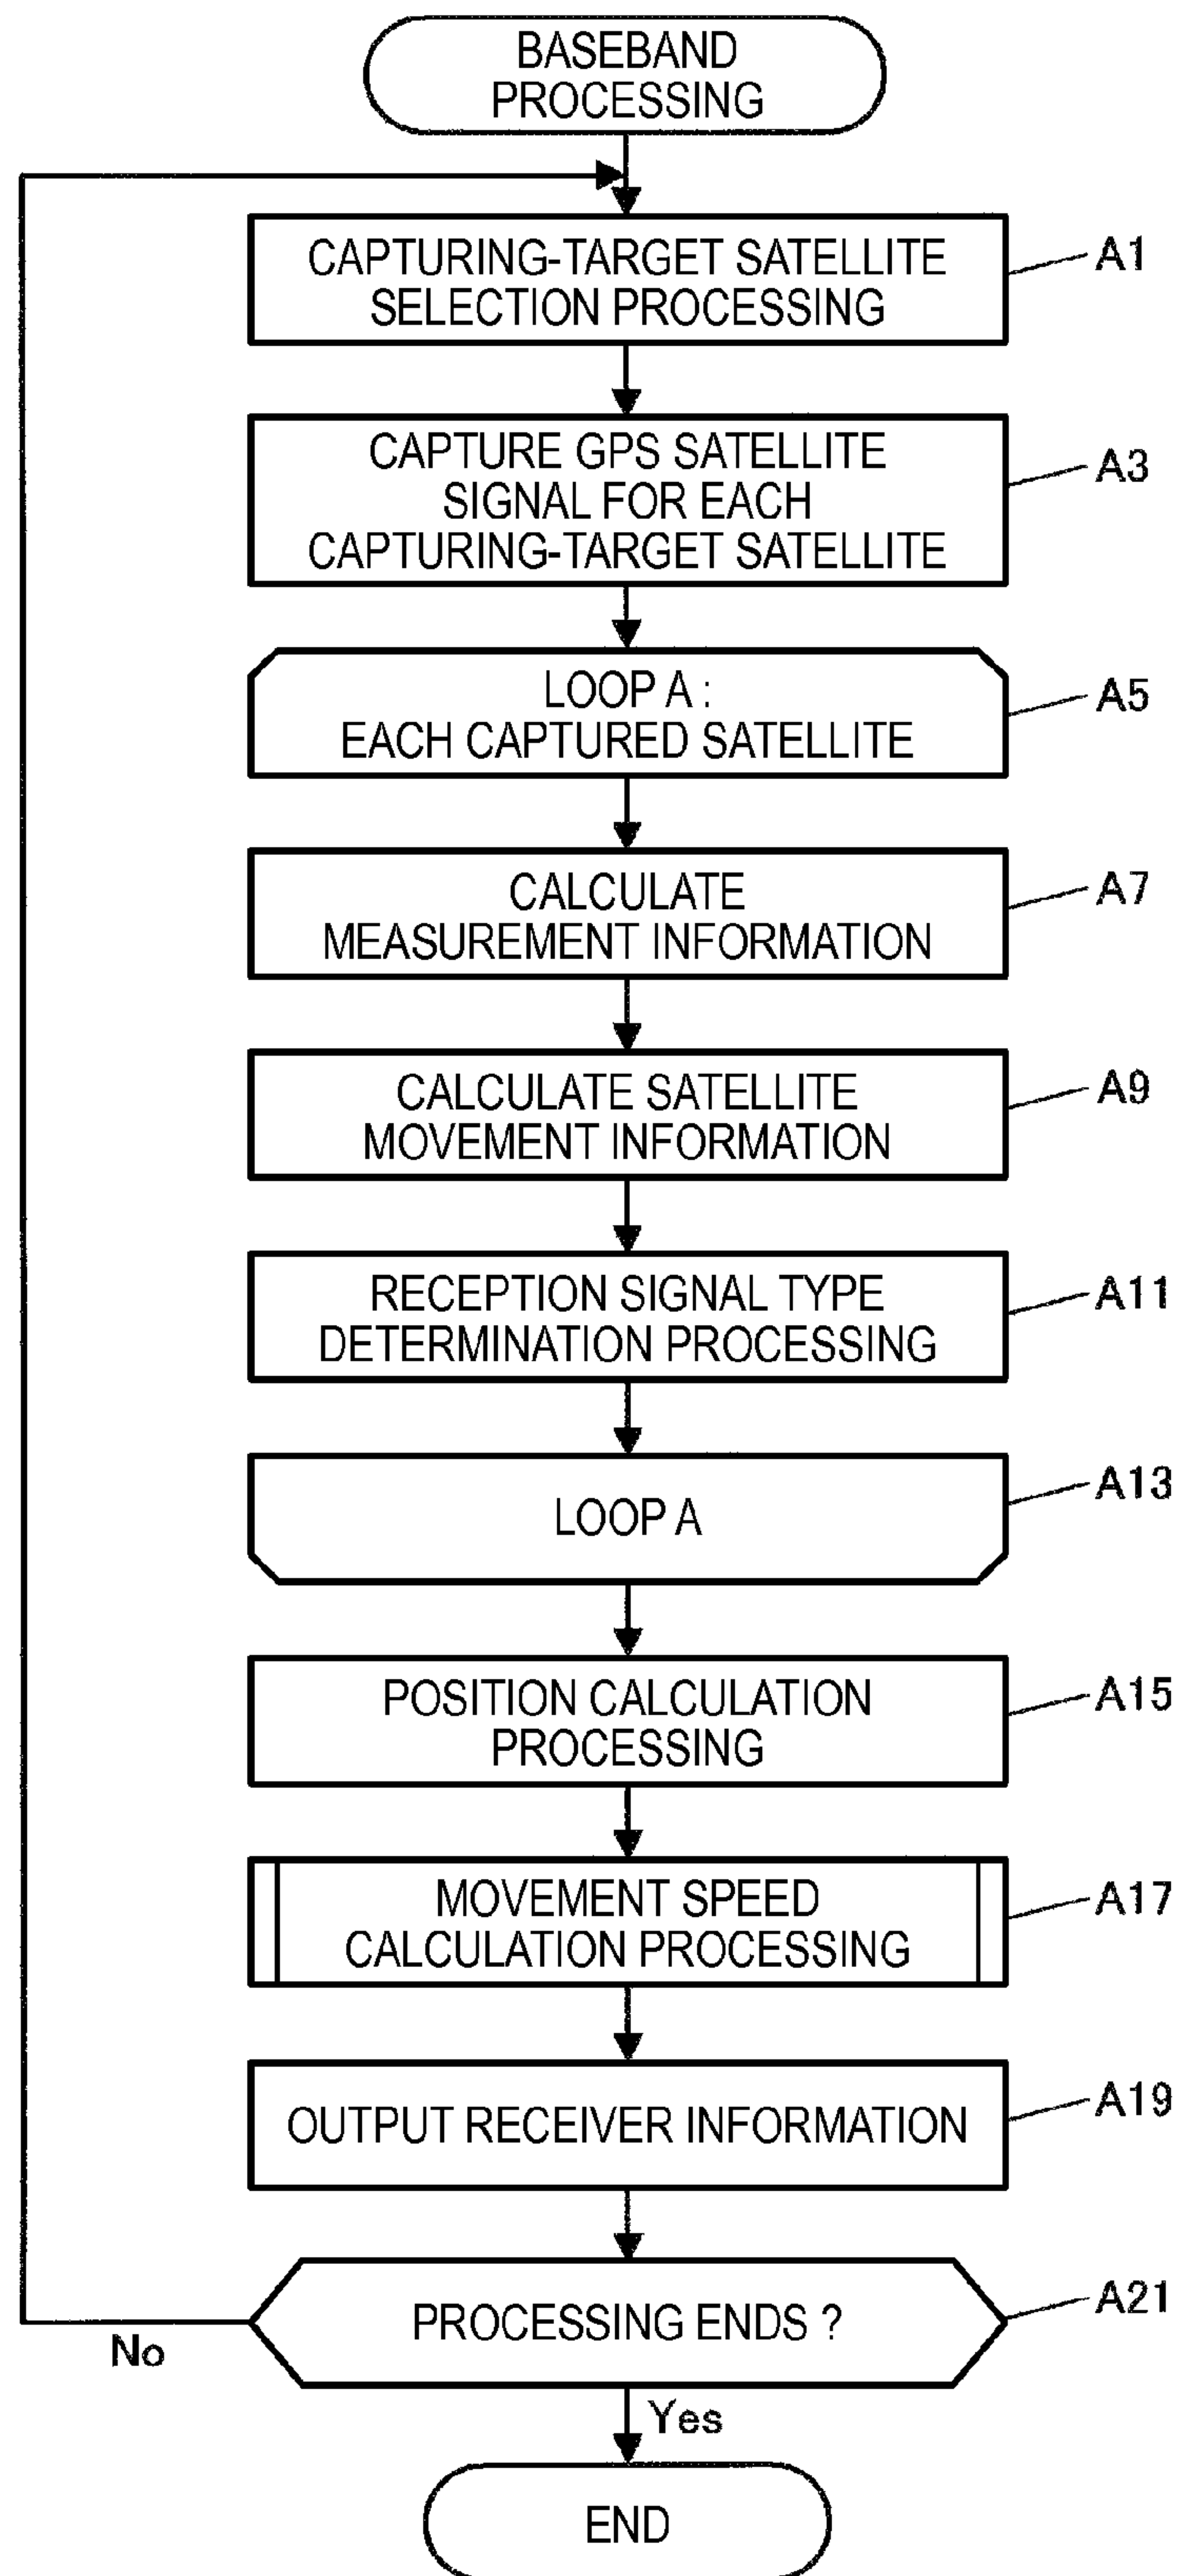 BASEBAND
PROCESSING
CAPTURING-TARGET SATELLITE
SELECTION PROCESSING
A1
CAPTURE GPS SATELLITE
SIGNAL FOR EACH
CAPTURING-TARGET SATELLITE
A3
LOOP A :
EACH CAPTURED SATELLITE
A5
CALCULATE
MEASUREMENT INFORMATION
A7
CALCULATE SATELLITE
MOVEMENT INFORMATION
A9
RECEPTION SIGNAL TYPE
DETERMINATION PROCESSING
A11
LOOP A
A13
POSITION CALCULATION
PROCESSING
A15
MOVEMENT SPEED
CALCULATION PROCESSING
A17
OUTPUT RECEIVER INFORMATION
A19
PROCESSING ENDS ?
A21
No
Yes
END